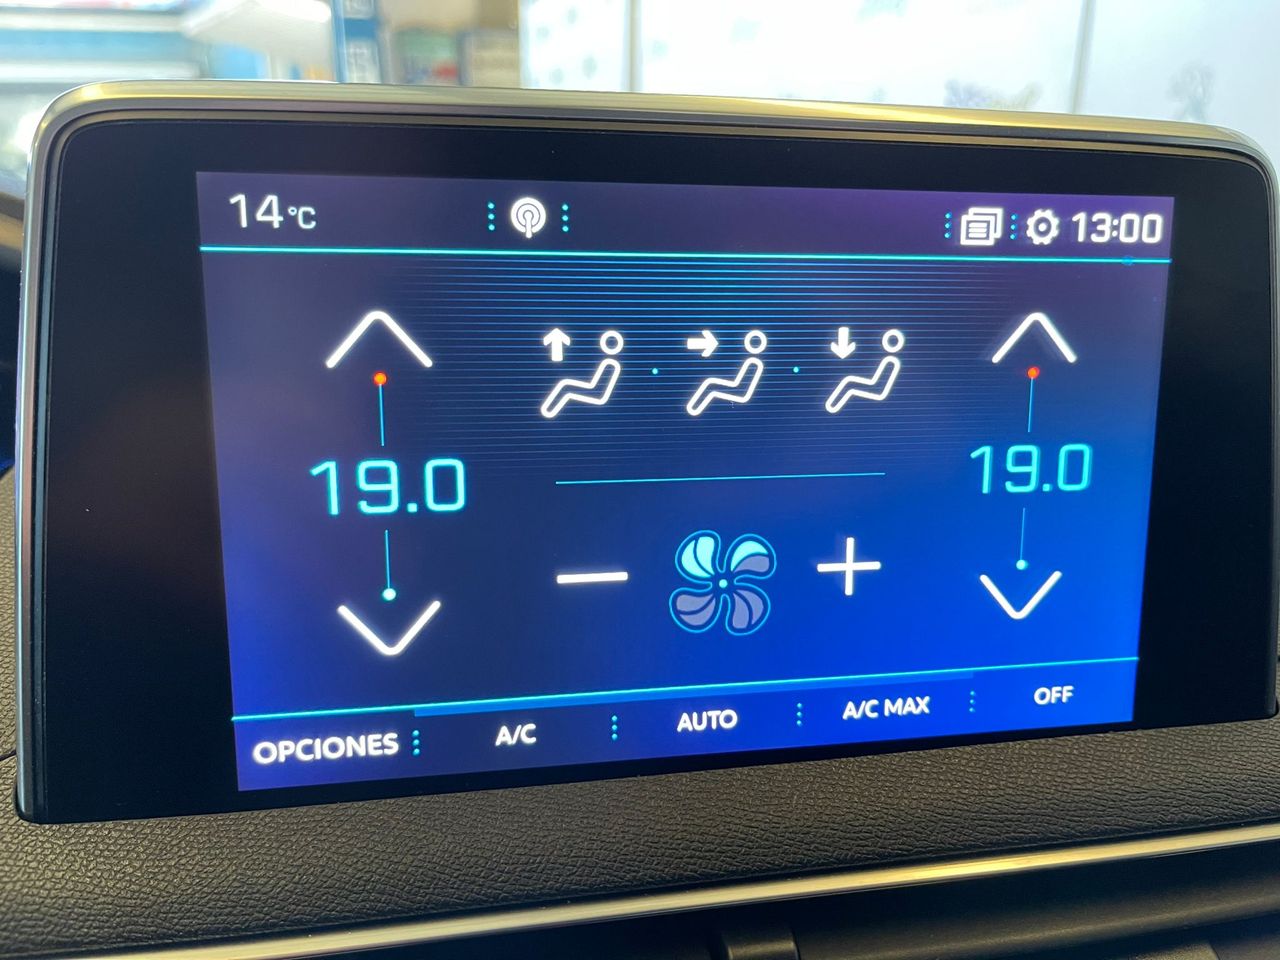 14°C
13:00
19.0
19.0
OPCIONES
A/C
AUTO
A/C MAX
OFF